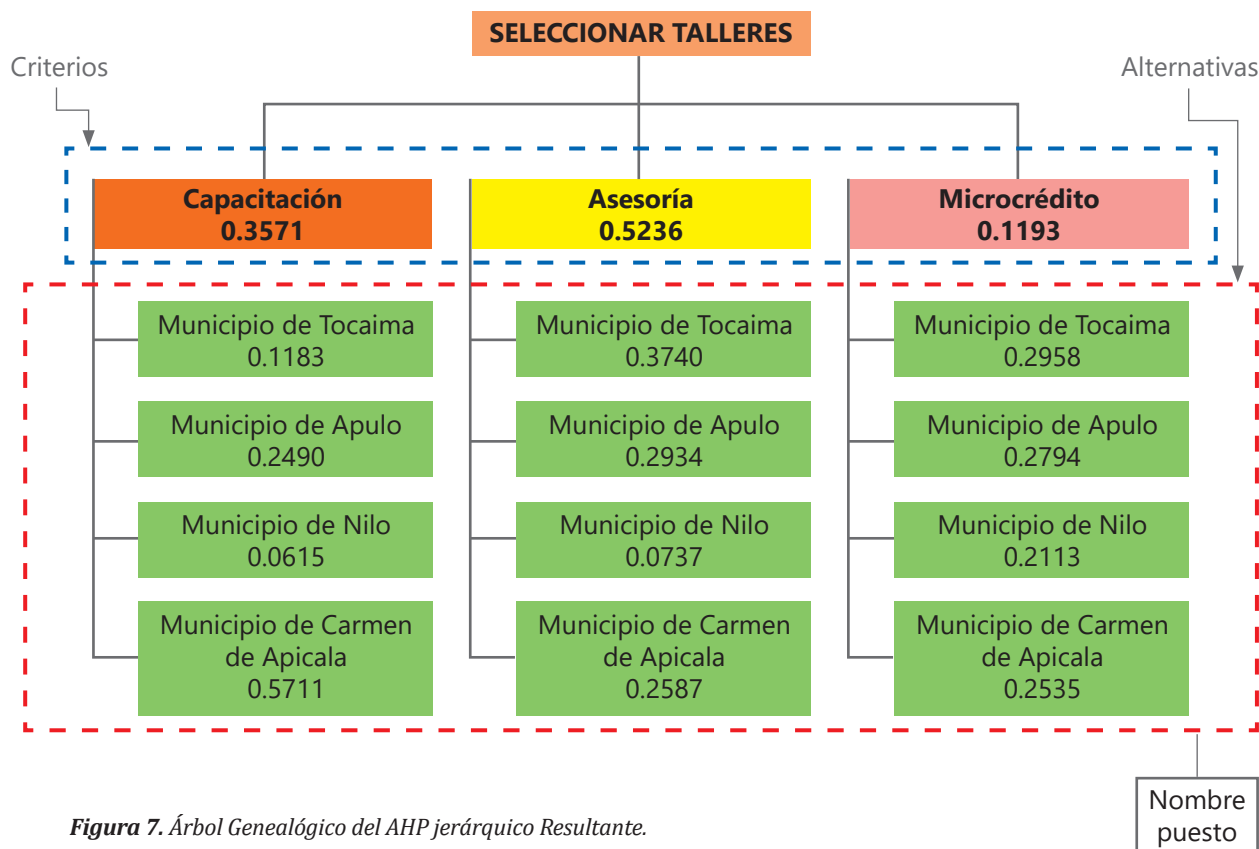 SELECCIONAR TALLERES
Criterios
Alternativas
Capacitación
0.3571
Asesoría
0.5236
Microcrédito
0.1193
Municipio de Tocaima
0.1183
Municipio de Tocaima
0.3740
Municipio de Tocaima
0.2958
Municipio de Apulo
0.2490
Municipio de Apulo
0.2934
Municipio de Apulo
0.2794
Municipio de Nilo
0.0615
Municipio de Nilo
0.0737
Municipio de Nilo
0.2113
Municipio de Carmen
de Apicala
0.5711
Municipio de Carmen
de Apicala
0.2587
Municipio de Carmen
de Apicala
0.2535
Nombre
puesto
Figura 7. Árbol Genealógico del AHP jerárquico Resultante.